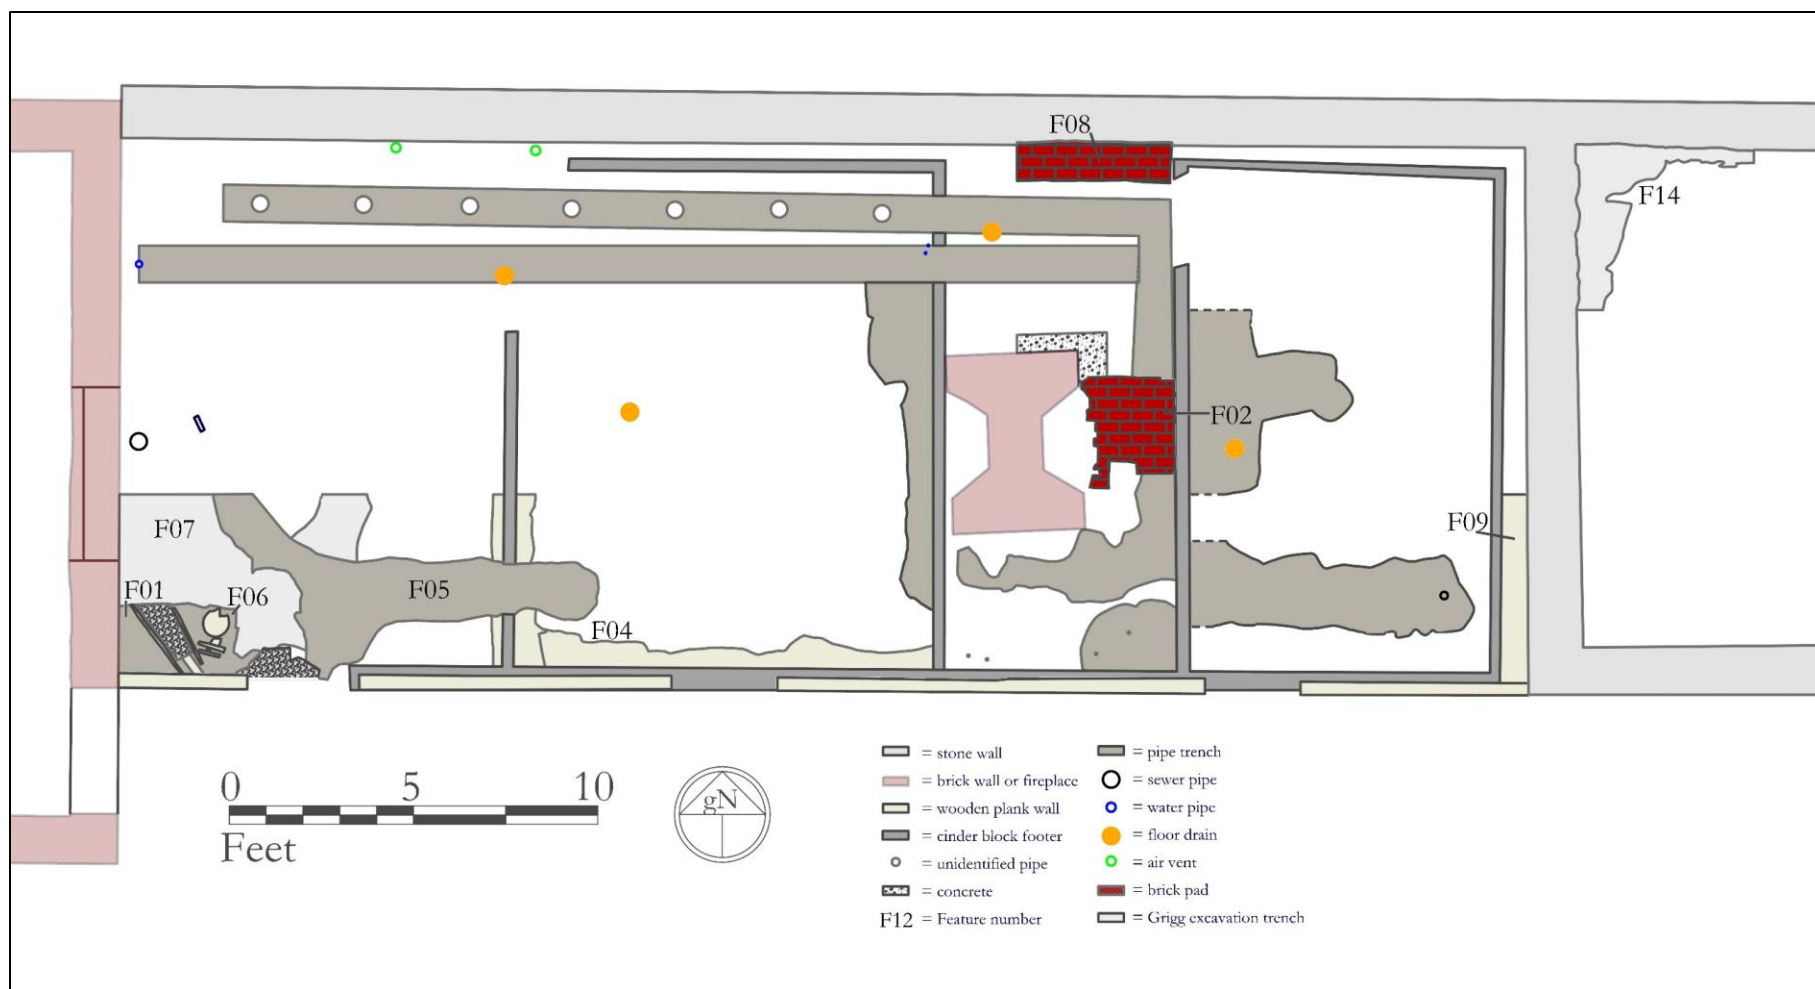 F08
F14
F02
F09
F07
F01
F06
F05
F04
0 5 10
Feet
gN
= stone wall
= brick wall or fireplace
= wooden plank wall
= cinder block footer
= unidentified pipe
= concrete
F12 = Feature number
= pipe trench
= sewer pipe
= water pipe
= floor drain
= air vent
= brick pad
= Grigg excavation trench